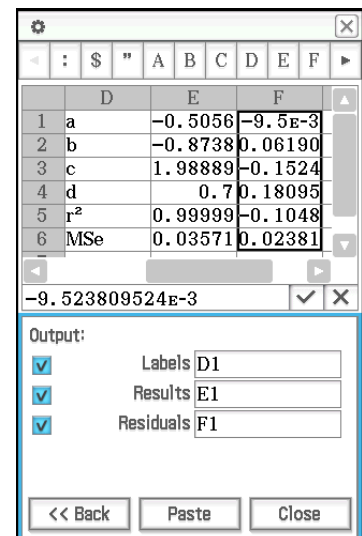 : $ " A B C D E F
D E F
1 a -0.5056 -9.5E-3
2 b -0.8738 0.06190
3 c 1.98889 -0.1524
4 d 0.7 0.18095
5 r² 0.99999 -0.1048
6 MSe 0.03571 0.02381
-9.523809524E-3
Output:
Labels D1
Results E1
Residuals F1
<< Back Paste Close